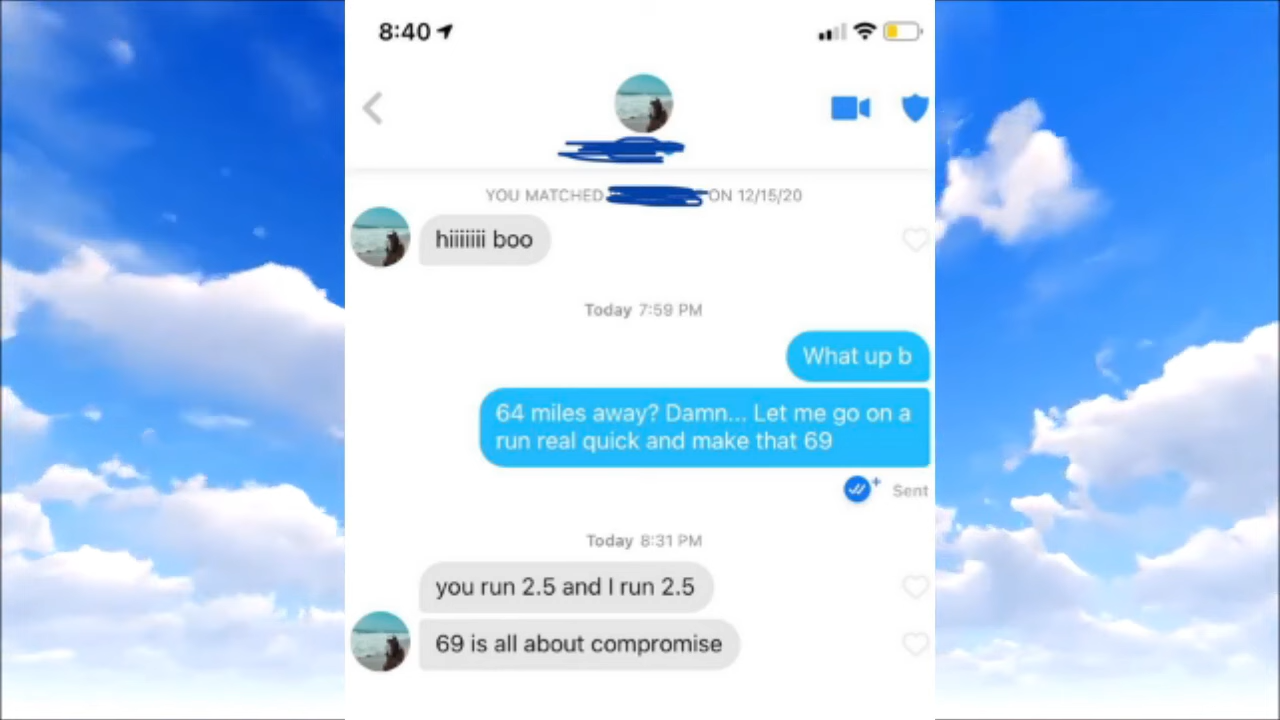 8:40
YOU MATCHED ON 12/15/20
hiiiiiii boo
Today 7:59 PM
What up b
64 miles away? Damn... Let me go on a
run real quick and make that 69
Sent
Today 8:31 PM
you run 2.5 and I run 2.5
69 is all about compromise